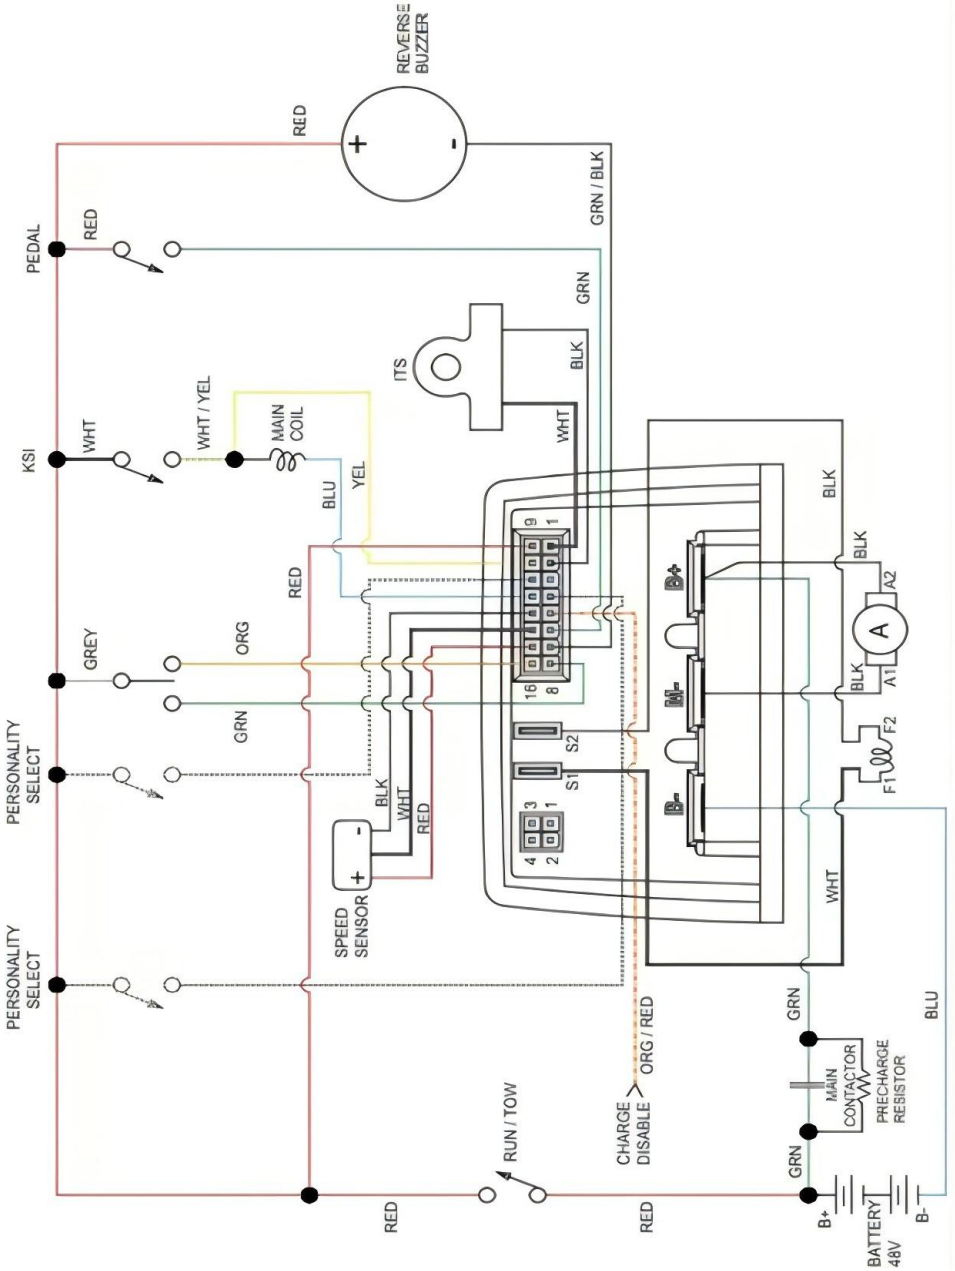 PERSONALITY
SELECT
PERSONALITY
SELECT
KSI
PEDAL
GREY
WHT
RED
WHT / YEL
GRN
ORG
MAIN
COIL
RED
RED
BLU
YEL
SPEED
SENSOR
+
-
BLK
WHT
RED
RED
ITS
REVERSE
BUZZER
+
-
RUN / TOW
4
3
16
9
2
1
8
1
S1
S2
WHT
BLK
GRN
GRN / BLK
CHARGE
DISABLE
ORG / RED
RED
B-
M-
B+
GRN
GRN
MAIN
CONTACTOR
PRECHARGE
RESISTOR
WHT
BLK
BLK
BLK
A
A1
A2
F1
F2
B+
BATTERY
48V
B-
BLU